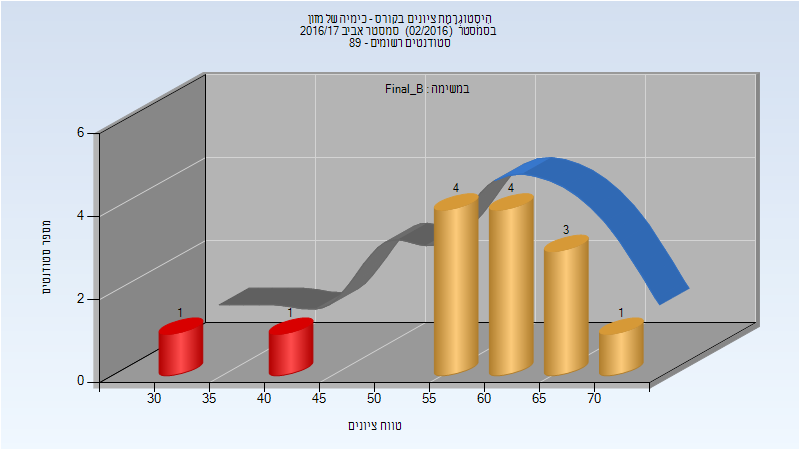 היסטוגרמת ציונים בקורס - כימיה של מזון
בסמסטר (02/2016) סמסטר אביב 2016/17
סטודנטים רשומים - 89
במשימה : Final_B
מספר סטודנטים
6
4
2
0
1
1
4
4
3
1
30 35 40 45 50 55 60 65 70
טווח ציונים